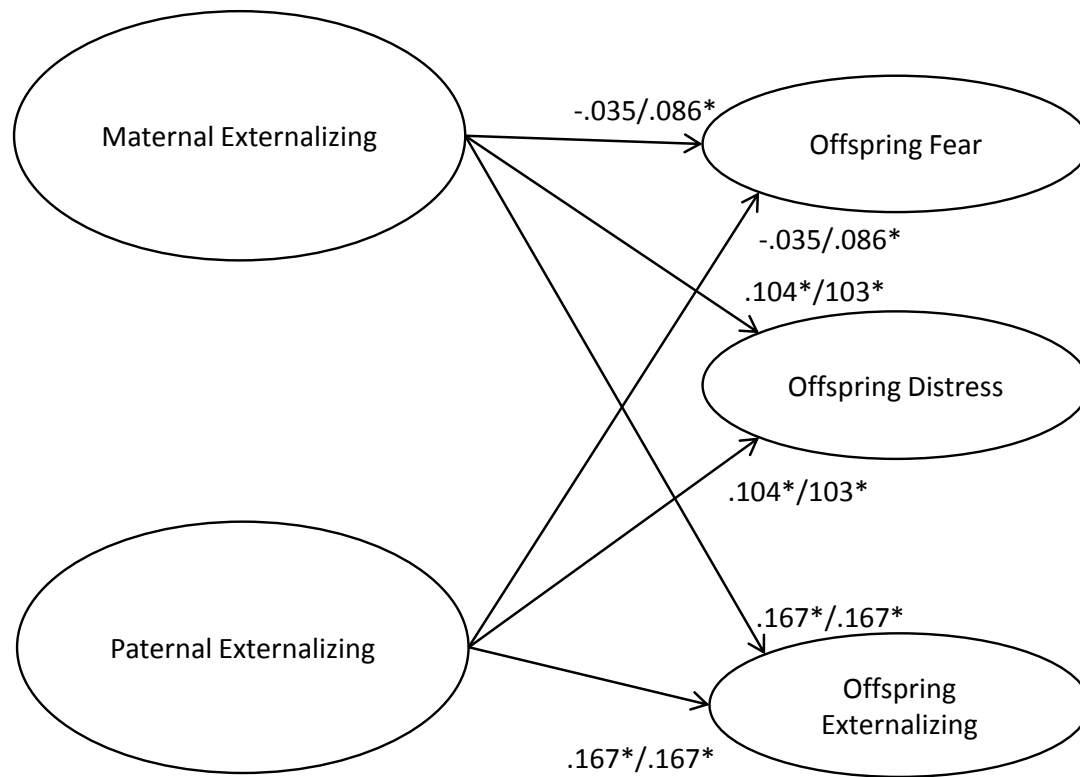 -.035/.086*
Maternal Externalizing
Offspring Fear
-.035/.086*
.104*/103*
Offspring Distress
.104*/103*
.167*/.167*
Paternal Externalizing
Offspring
Externalizing
.167*/.167*